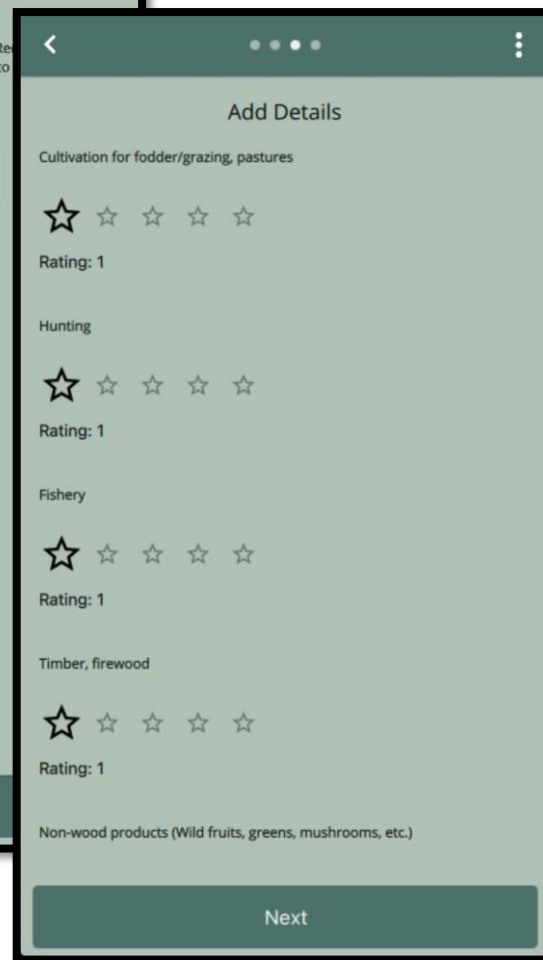 Add Details
Cultivation for fodder/grazing, pastures
Rating: 1
Hunting
Rating: 1
Fishery
Rating: 1
Timber, firewood
Rating: 1
Non-wood products (Wild fruits, greens, mushrooms, etc.)
Next